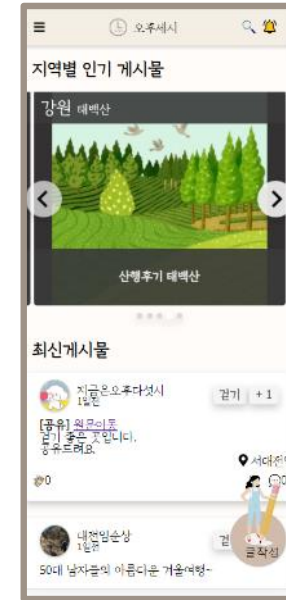 오후세시
지역별 인기 게시물
강원 태백산
산행후기 태백산
최신게시물
지금은오후다섯시
1일전
걷기 +1
[공유] 원문이동
걷기 좋은 곳입니다.
공유드려요.
서대전
0
대전임순상
1일전
글작성
50대 남자들의 아름다운 겨울여행~